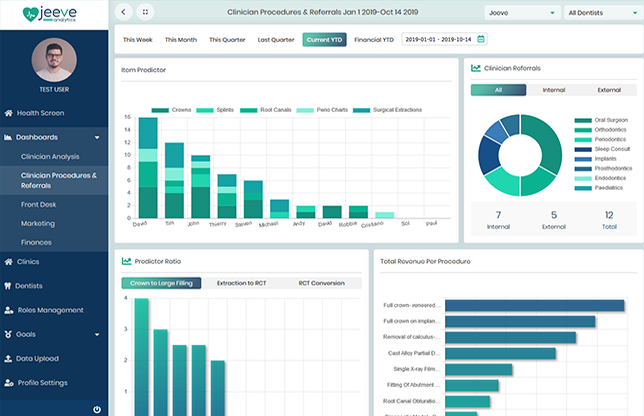 jeeve
analytics
TEST USER
Health Screen
Dashboards
Clinician Analysis
Clinician Procedures &
Referrals
Front Desk
Marketing
Finances
Clinics
Dentists
Roles Management
Goals
Data Upload
Profile Settings
Clinician Procedures & Referrals Jan 1 2019-Oct 14 2019
Jeeve
All Dentists
This Week
This Month
This Quarter
Last Quarter
Current YTD
Financial YTD
2019-01-01 - 2019-10-14
Item Predictor
Crowns
Splints
Root Canals
Perio Charts
Surgical Extractions
16
14
12
10
8
6
4
2
0
David
Tim
John
Thierry
Steven
Michael
Andy
David
Robbie
Cristiano
Sol
Paul
Clinician Referrals
All
Internal
External
Oral Surgeon
Orthodontics
Periodontics
Sleep Consult
Implants
Prosthodontics
Endodontics
Paediatrics
7
Internal
5
External
12
Total
Predictor Ratio
Crown to Large Filling
Extraction to RCT
RCT Conversion
4
3
2
1
Total Revenue Per Procedure
Full crown- veneered...
Full crown on implan...
Removal of calculus-...
Cast Alloy Partial D...
Single X-ray Film...
Fitting Of Abutment...
Root Canal Obturatio...